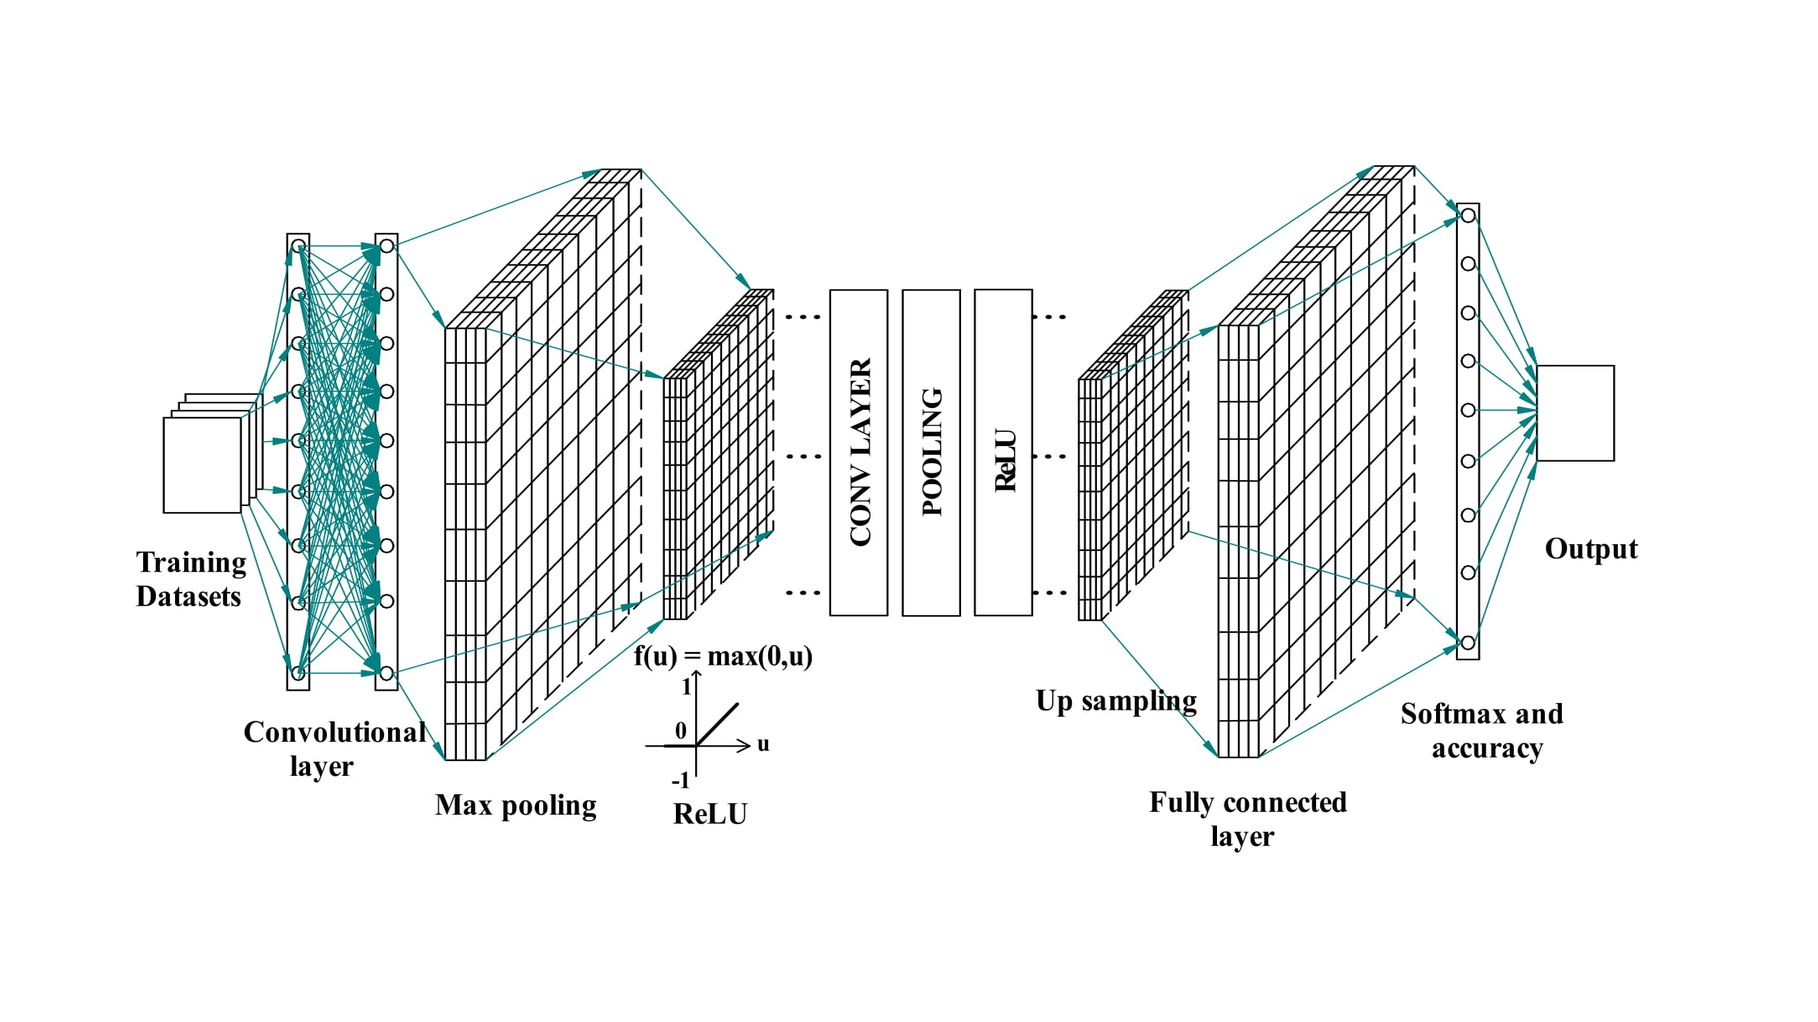 Training
Datasets
Convolutional
layer
Max pooling
f(u) = max(0,u)
1
0
u
-1
ReLU
CONV LAYER
POOLING
ReLU
Up sampling
Fully connected
layer
Softmax and
accuracy
Output